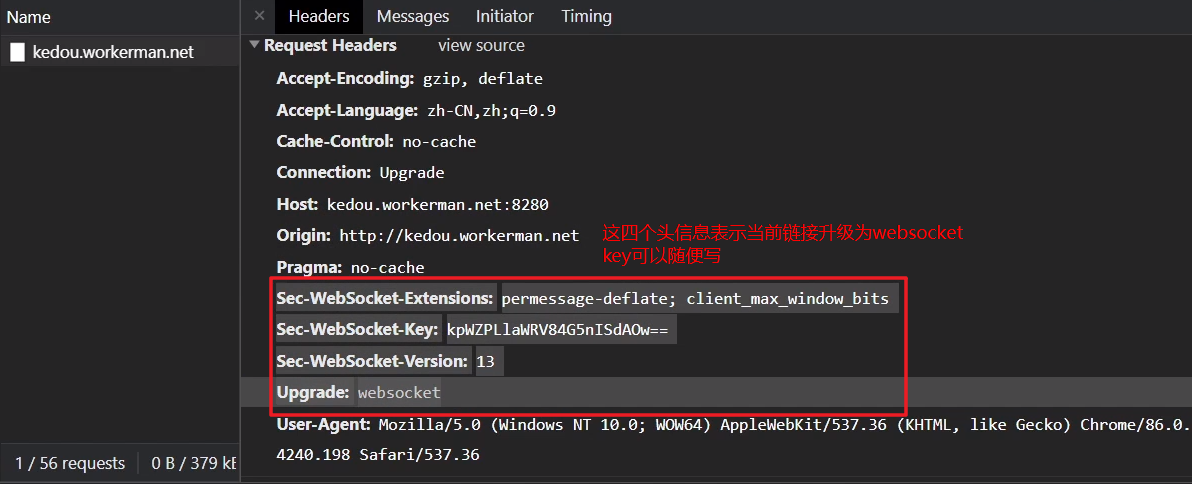 Name
× Headers Messages Initiator Timing
kedou.workerman.net
Request Headers view source
Accept-Encoding: gzip, deflate
Accept-Language: zh-CN,zh;q=0.9
Cache-Control: no-cache
Connection: Upgrade
Host: kedou.workerman.net:8280
Origin: http://kedou.workerman.net
这四个头信息表示当前链接升级为websocket
key可以随便写
Pragma: no-cache
Sec-WebSocket-Extensions: permessage-deflate; client_max_window_bits
Sec-WebSocket-Key: kpWZPLlaWRV84G5nISdAOw==
Sec-WebSocket-Version: 13
Upgrade: websocket
User-Agent: Mozilla/5.0 (Windows NT 10.0; WOW64) AppleWebKit/537.36 (KHTML, like Gecko) Chrome/86.0.
4240.198 Safari/537.36
1 / 56 requests 0 B / 379 kB